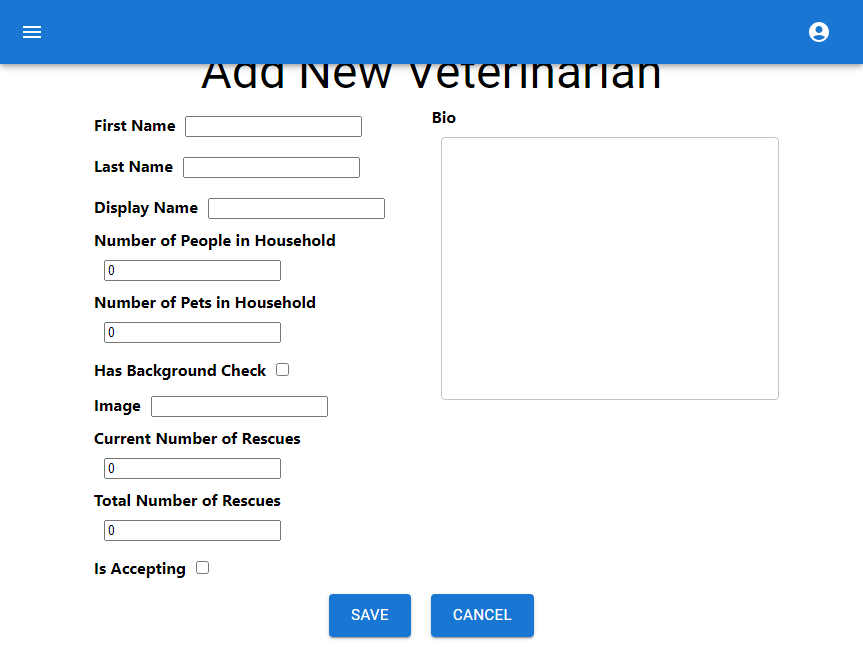 Add New Veterinarian
First Name
Last Name
Display Name
Number of People in Household
0
Number of Pets in Household
0
Has Background Check
Image
Current Number of Rescues
0
Total Number of Rescues
0
Is Accepting
Bio
SAVE
CANCEL